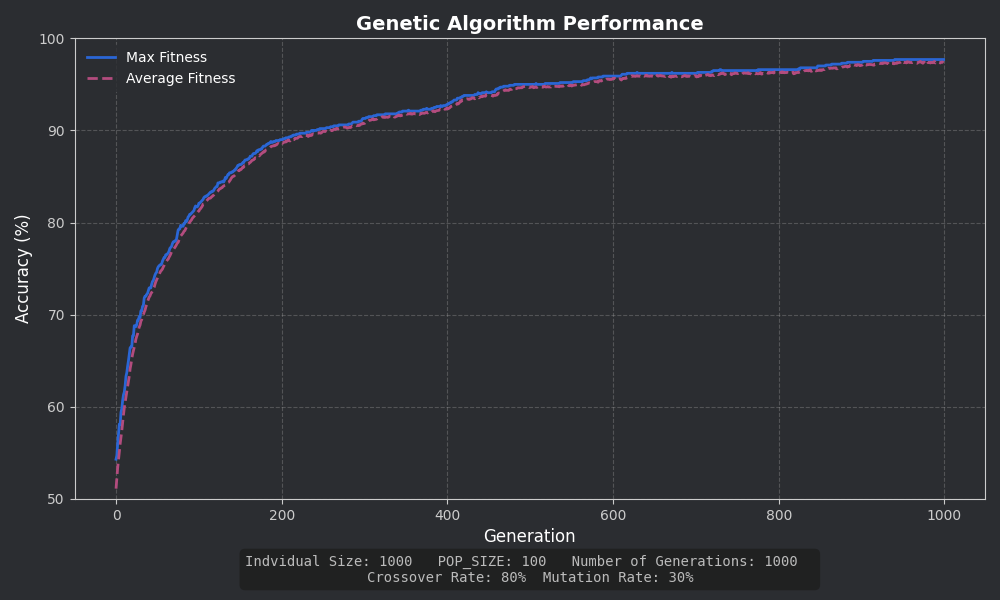 Genetic Algorithm Performance
100
90
80
70
60
50
Accuracy (%)
Max Fitness
Average Fitness
0 200 400 600 800 1000
Generation
Indvidual Size: 1000 POP_SIZE: 100 Number of Generations: 1000
Crossover Rate: 80% Mutation Rate: 30%